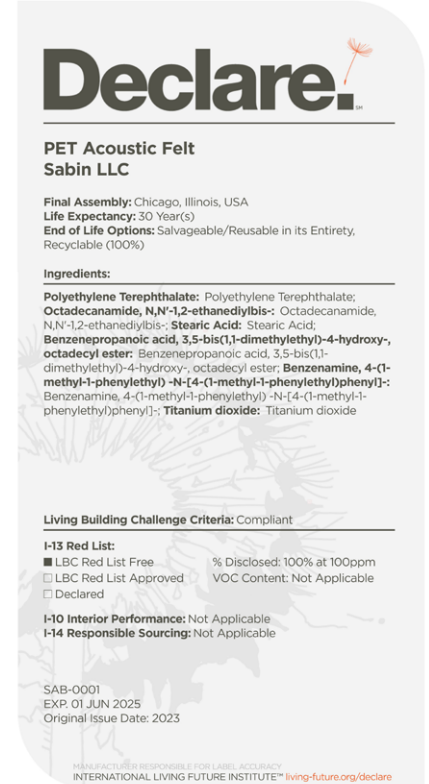 Declare.
SM
PET Acoustic Felt
Sabin LLC
Final Assembly: Chicago, Illinois, USA
Life Expectancy: 30 Year(s)
End of Life Options: Salvageable/Reusable in its Entirety,
Recyclable (100%)
Ingredients:
Polyethylene Terephthalate: Polyethylene Terephthalate;
Octadecanamide, N,N'-1,2-ethanediylbis-: Octadecanamide,
N,N'-1,2-ethanediylbis-; Stearic Acid: Stearic Acid;
Benzenepropanoic acid, 3,5-bis(1,1-dimethylethyl)-4-hydroxy-,
octadecyl ester: Benzenepropanoic acid, 3,5-bis(1,1-
dimethylethyl)-4-hydroxy-, octadecyl ester; Benzenamine, 4-(1-
methyl-1-phenylethyl) -N-[4-(1-methyl-1-phenylethyl)phenyl]-:
Benzenamine, 4-(1-methyl-1-phenylethyl) -N-[4-(1-methyl-1-
phenylethyl)phenyl]-; Titanium dioxide: Titanium dioxide
Living Building Challenge Criteria: Compliant
I-13 Red List:
LBC Red List Free % Disclosed: 100% at 100ppm
LBC Red List Approved VOC Content: Not Applicable
Declared
I-10 Interior Performance: Not Applicable
I-14 Responsible Sourcing: Not Applicable
SAB-0001
EXP. 01 JUN 2025
Original Issue Date: 2023
MANUFACTURER RESPONSIBLE FOR LABEL ACCURACY
INTERNATIONAL LIVING FUTURE INSTITUTE™ living-future.org/declare